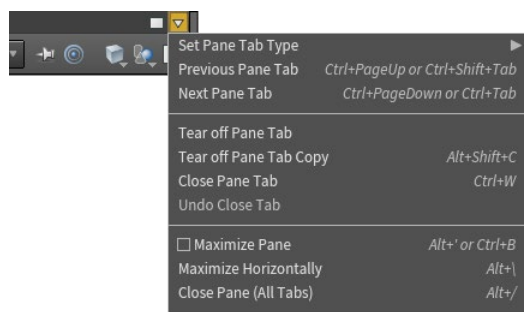 Set Pane Tab Type
Previous Pane Tab Ctrl+PageUp or Ctrl+Shift+Tab
Next Pane Tab Ctrl+PageDown or Ctrl+Tab
Tear off Pane Tab
Tear off Pane Tab Copy Alt+Shift+C
Close Pane Tab Ctrl+W
Undo Close Tab
Maximize Pane Alt+' or Ctrl+B
Maximize Horizontally Alt+\
Close Pane (All Tabs) Alt+/